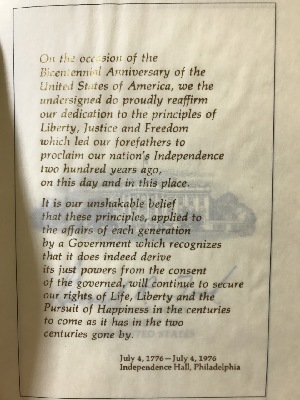 On the occasion of the
Bicentennial Anniversary of the
United States of America, we the
undersigned do proudly reaffirm
our dedication to the principles of
Liberty, Justice and Freedom
which led our forefathers to
proclaim our nation's Independence
two hundred years ago,
on this day and in this place.
It is our unshakable belief
that these principles, applied to
the affairs of each generation
by a Government which recognizes
that it does indeed derive
its just powers from the consent
of the governed, will continue to secure
our rights of Life, Liberty and the
Pursuit of Happiness in the centuries
to come as it has in the two
centuries gone by.
July 4, 1776—July 4, 1976
Independence Hall, Philadelphia